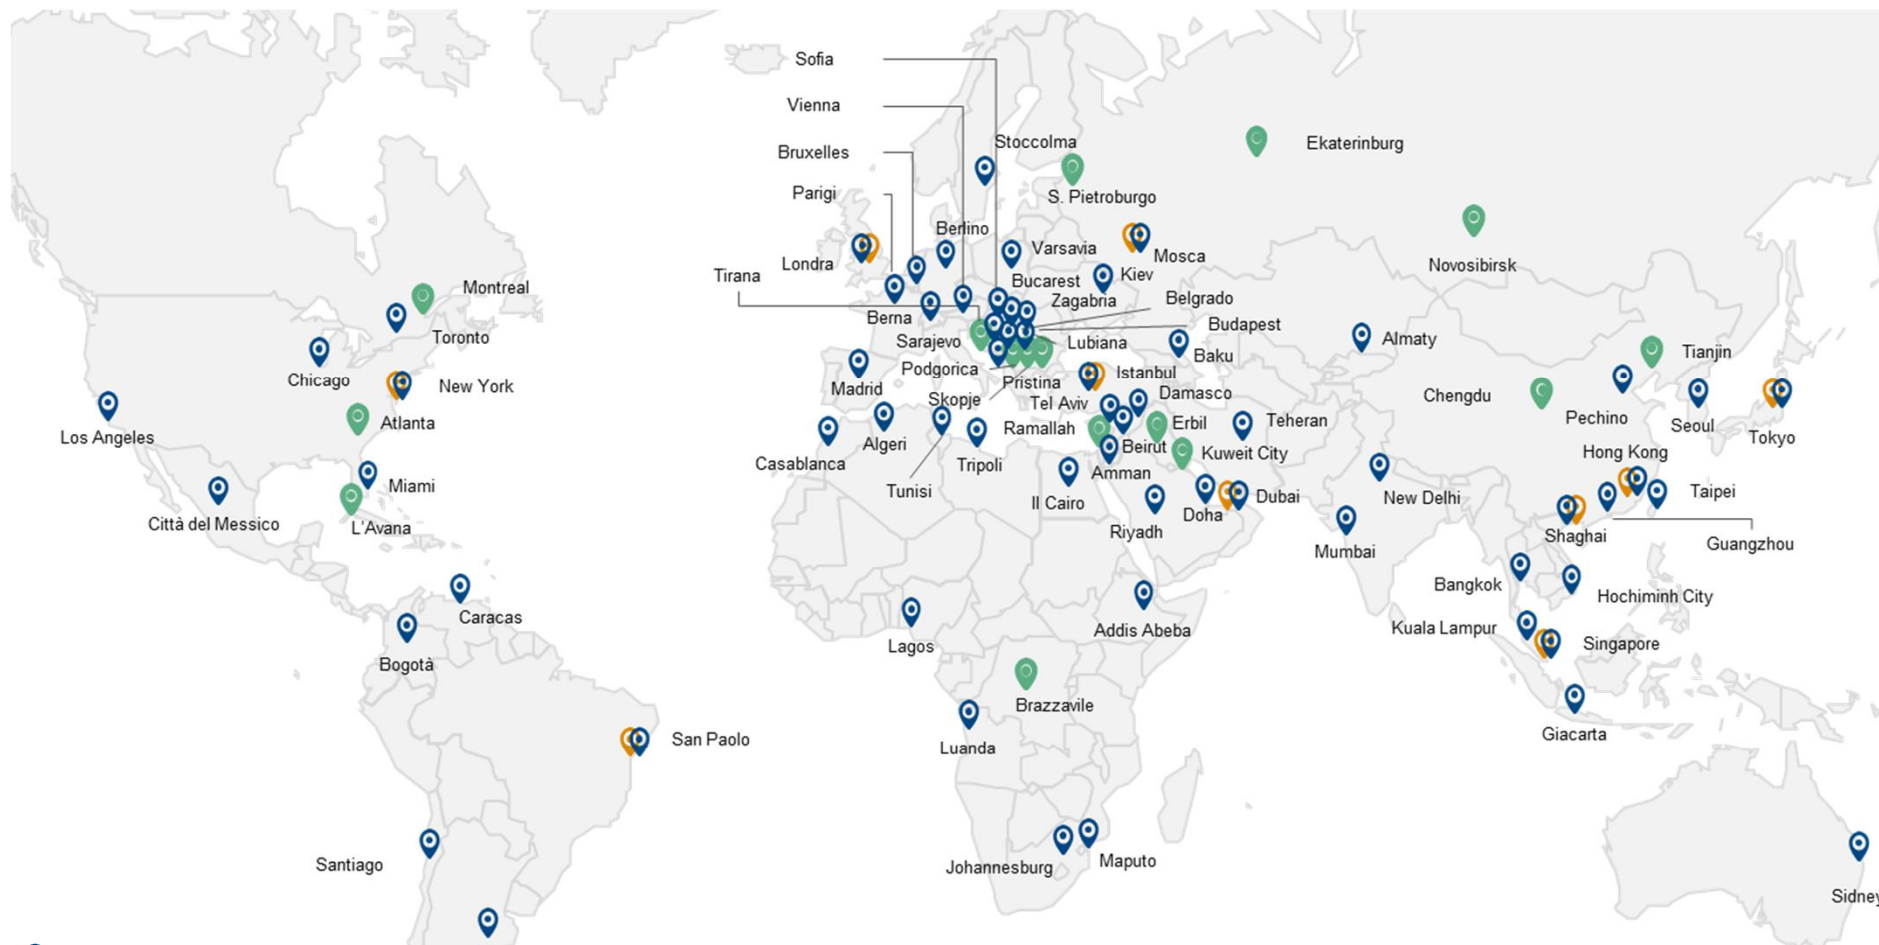 Sofia
Vienna
Stoccolma
Ekaterinburg
Bruxelles
Parigi
S. Pietroburgo
Berlino
Varsavia
Mosca
Londra
Novosibirsk
Tirana
Bucarest
Kiev
Montreal
Zagabria
Belgrado
Berna
Budapest
Toronto
Sarajevo
Lubiana
Almaty
Tianjin
Baku
Chicago
Podgorica
Istanbul
New York
Madrid
Pristina
Damasco
Chengdu
Skopje
Tel Aviv
Pechino
Atlanta
Ramallah
Erbil
Teheran
Seoul
Tokyo
Los Angeles
Algeri
Beirut
Kuweit City
Hong Kong
Casablanca
Tripoli
Amman
Miami
Tunisi
Il Cairo
Dubai
New Delhi
Taipei
Città del Messico
L'Avana
Doha
Riyadh
Shaghai
Mumbai
Guangzhou
Bangkok
Hochiminh City
Caracas
Addis Abeba
Kuala Lampur
Lagos
Singapore
Bogotà
Brazzavile
San Paolo
Luanda
Giacarta
Santiago
Johannesburg
Maputo
Sidney